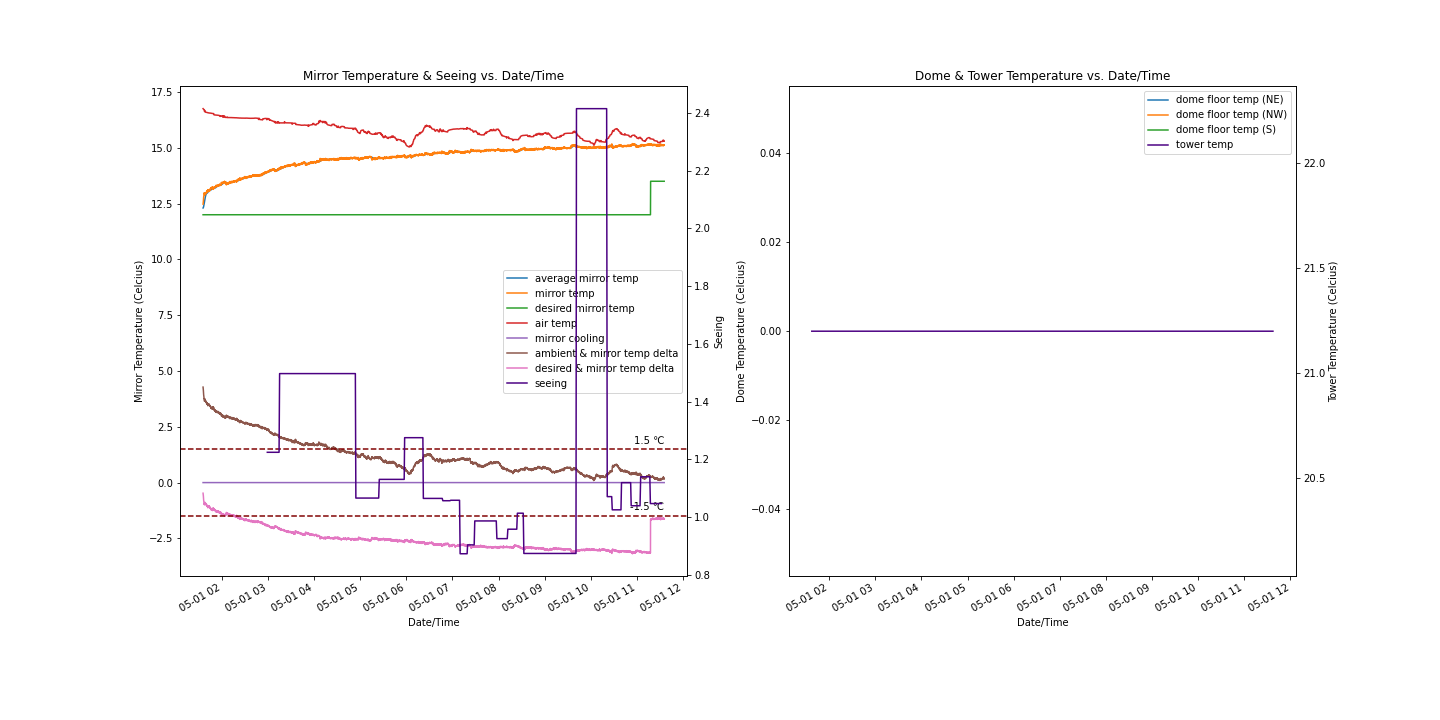 Mirror Temperature & Seeing vs. Date/Time
Mirror Temperature (Celcius)
17.5
15.0
12.5
10.0
7.5
5.0
2.5
0.0
−2.5
2.4
2.2
2.0
1.8
1.6
1.4
1.2
1.0
0.8
Seeing
average mirror temp
mirror temp
desired mirror temp
air temp
mirror cooling
ambient & mirror temp delta
desired & mirror temp delta
seeing
1.5 °C
-1.5 °C
05-01 02
05-01 03
05-01 04
05-01 05
05-01 06
05-01 07
05-01 08
05-01 09
05-01 10
05-01 11
05-01 12
Date/Time
Dome & Tower Temperature vs. Date/Time
Dome Temperature (Celcius)
0.04
0.02
0.00
−0.02
−0.04
22.0
21.5
21.0
20.5
Tower Temperature (Celcius)
dome floor temp (NE)
dome floor temp (NW)
dome floor temp (S)
tower temp
05-01 02
05-01 03
05-01 04
05-01 05
05-01 06
05-01 07
05-01 08
05-01 09
05-01 10
05-01 11
05-01 12
Date/Time